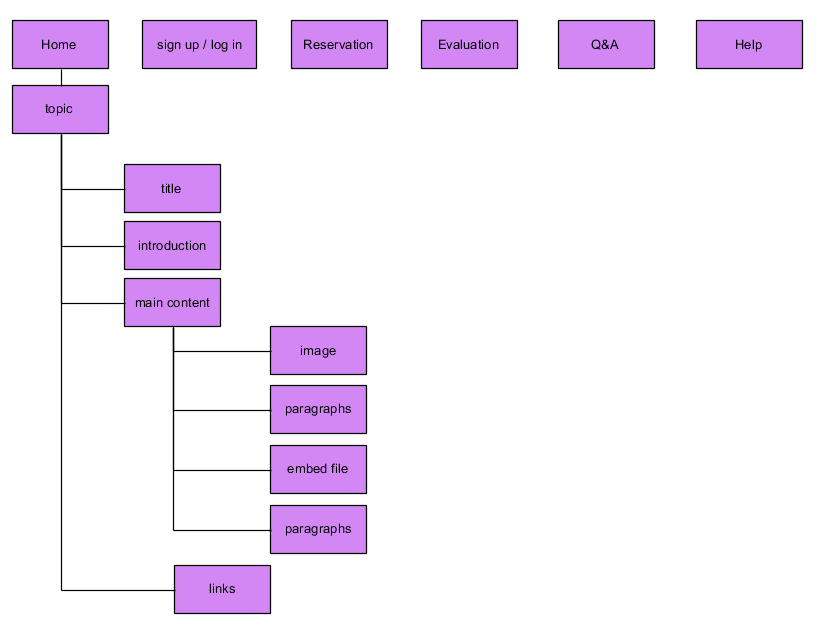 Home
sign up / log in
Reservation
Evaluation
Q&A
Help
topic
title
introduction
main content
image
paragraphs
embed file
paragraphs
links